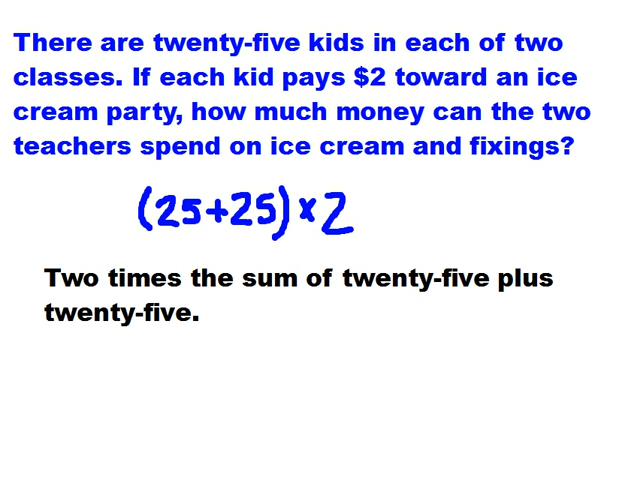 There are twenty-five kids in each of two
classes. If each kid pays $2 toward an ice
cream party, how much money can the two
teachers spend on ice cream and fixings?
(25+25)×2
Two times the sum of twenty-five plus
twenty-five.